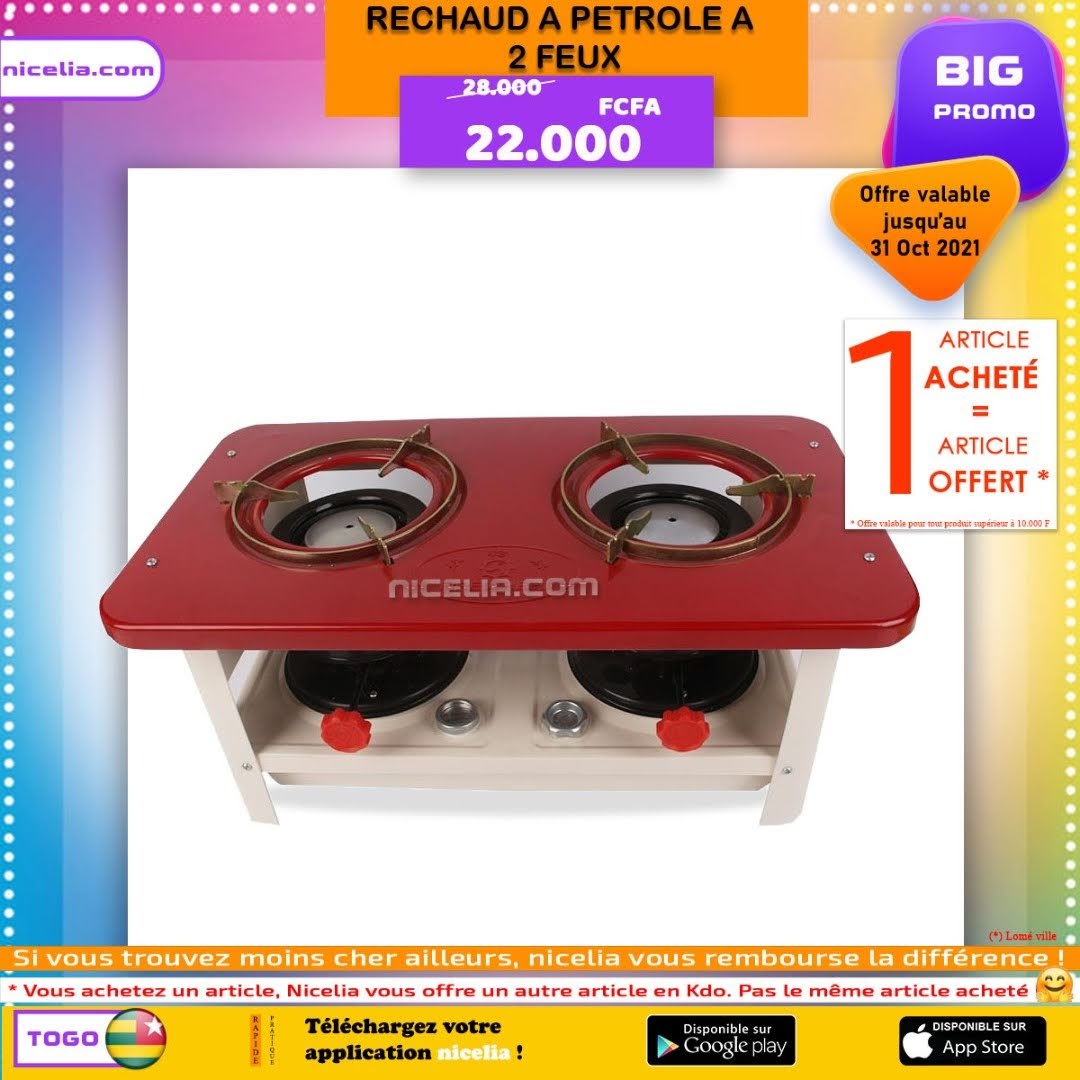 nicelia.com
RECHAUD A PETROLE A
2 FEUX
28.000
FCFA
22.000
BIG
PROMO
Offre valable
jusqu'au
31 Oct 2021
1
ARTICLE
ACHETÉ
=
ARTICLE
OFFERT *
* Offre valable pour tout produit supérieur à 10.000 F
NICELIA.COM
(*) Lomé ville
Si vous trouvez moins cher ailleurs, nicelia vous rembourse la différence !
* Vous achetez un article, Nicelia vous offre un autre article en Kdo. Pas le même article acheté
TOGO
RAPIDE
PRATIQUE
Téléchargez votre
application nicelia !
Disponible sur
Google play
DISPONIBLE SUR
App Store